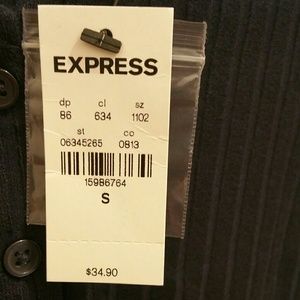 EXPRESS
dp cl sz
86 634 1102
st co
06345265 0813
15986764
S
$34.90